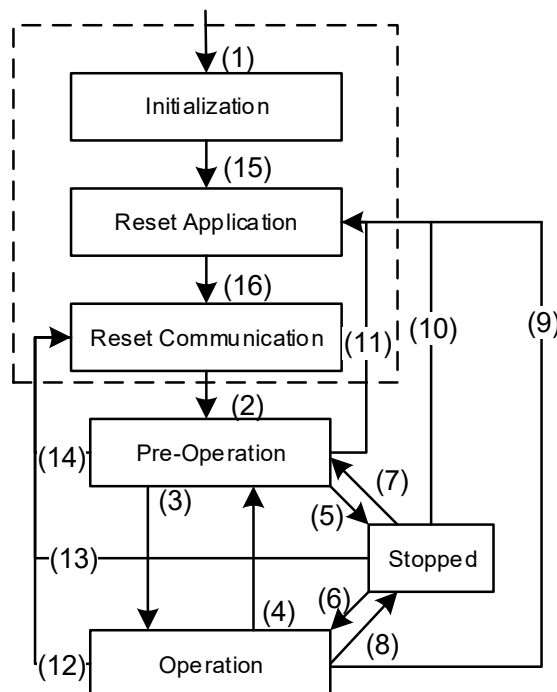 (1)
Initialization
(15)
Reset Application
(16)
(10)
(9)
Reset Communication
(11)
(2)
(14)
Pre-Operation
(7)
(3)
(5)
(13)
Stopped
(6)
(4)
(8)
(12)
Operation